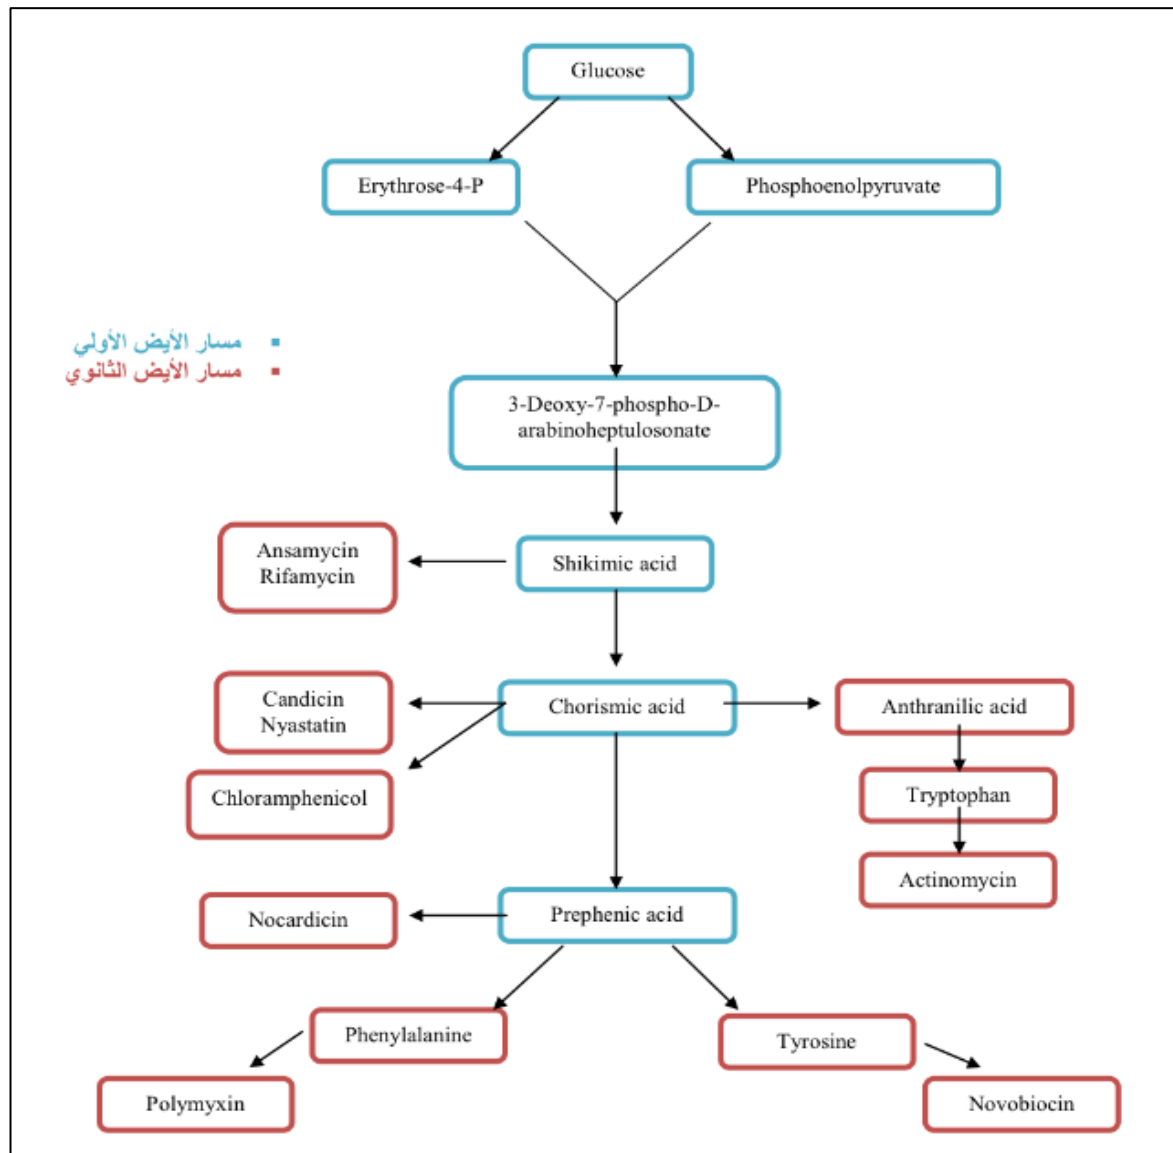 Glucose
Erythrose-4-P
Phosphoenolpyruvate
مسار الأيض الأولي
مسار الأيض الثانوي
3-Deoxy-7-phospho-D-
arabinoheptulosonate
Ansamycin
Rifamycin
Shikimic acid
Candicin
Nyastatin
Chorismic acid
Anthranilic acid
Chloramphenicol
Tryptophan
Actinomycin
Nocardicin
Prephenic acid
Phenylalanine
Tyrosine
Polymyxin
Novobiocin